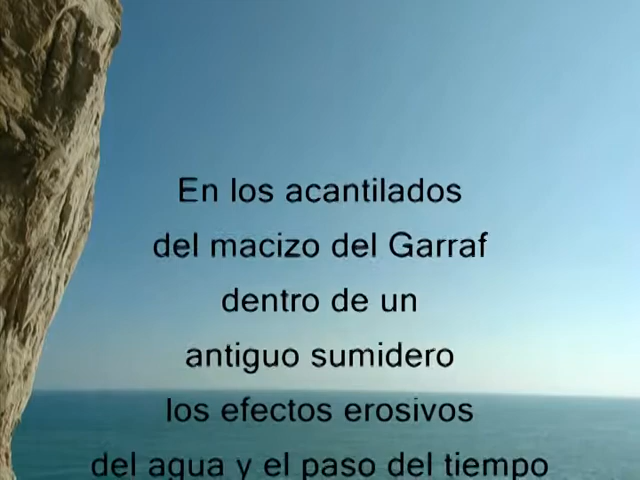 En los acantilados
del macizo del Garraf
dentro de un
antiguo sumidero
los efectos erosivos
del agua y el paso del tiempo